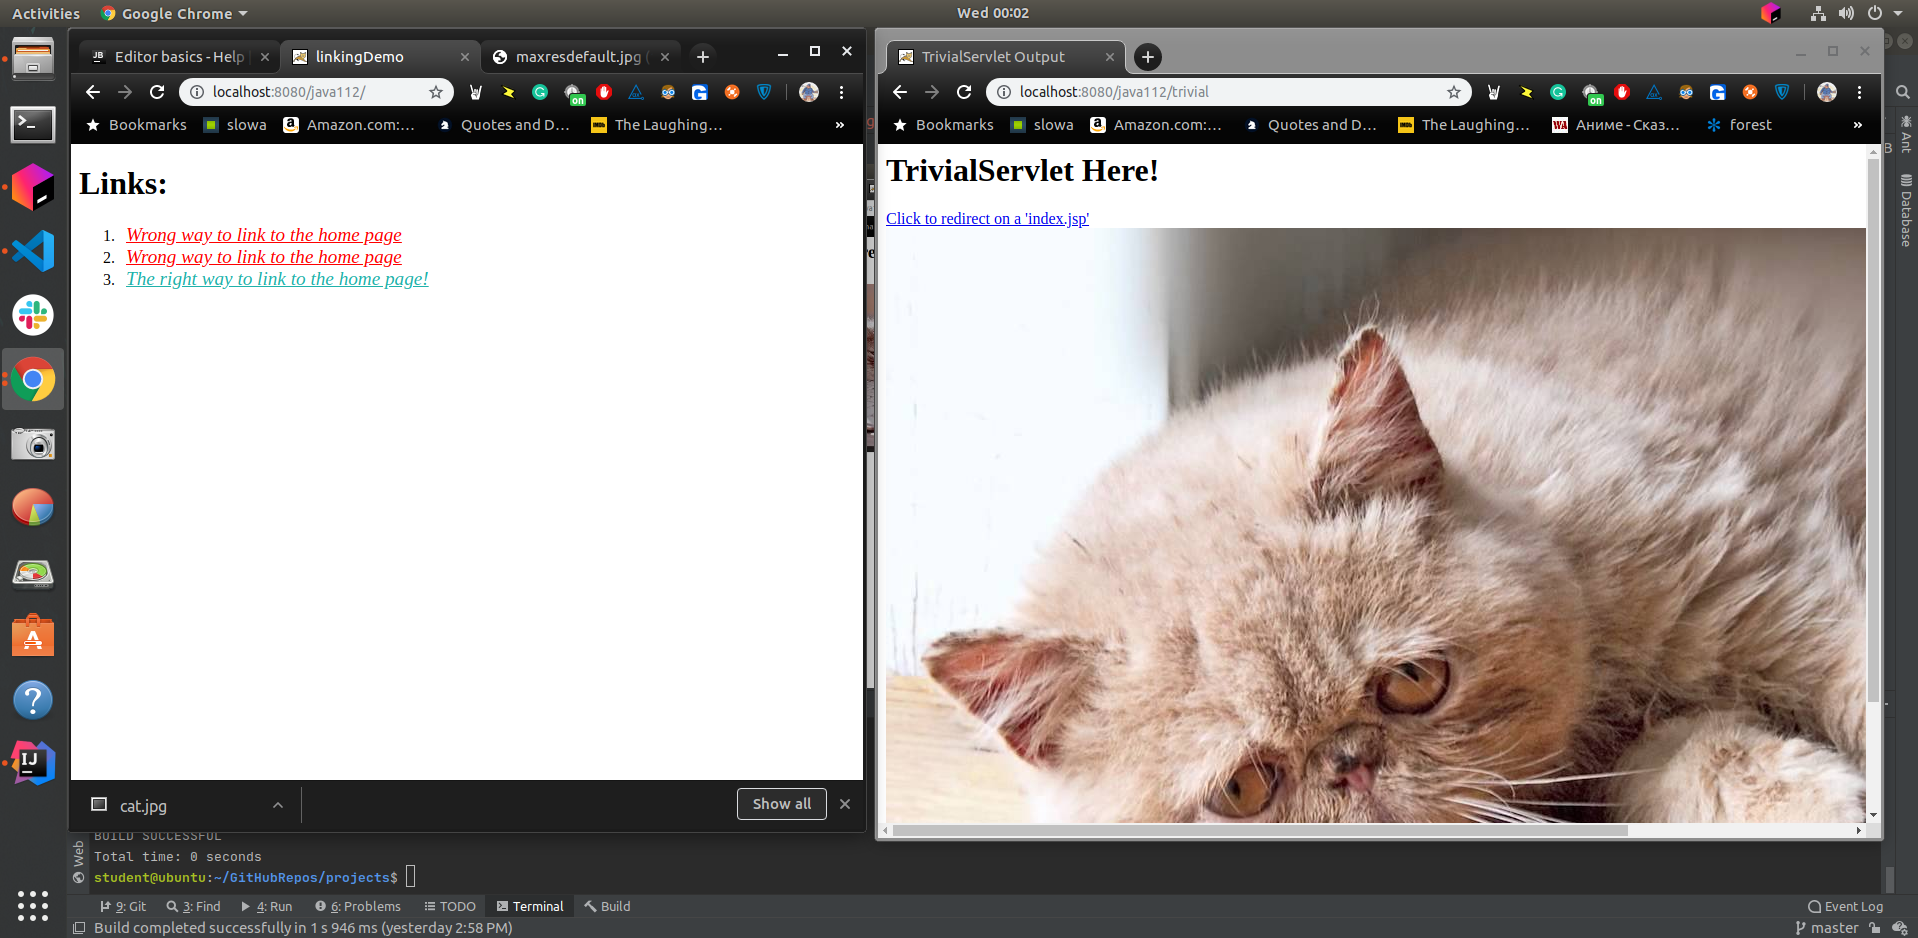 Activities
Google Chrome
Wed 00:02
Editor basics - Help
linkingDemo
maxresdefault.jpg (
localhost:8080/java112/
on
Bookmarks
slowa
Amazon.com:...
Quotes and D...
The Laughing...
»
Links:
1. Wrong way to link to the home page
2. Wrong way to link to the home page
3. The right way to link to the home page!
cat.jpg
Show all
TrivialServlet Output
localhost:8080/java112/trivial
on
Bookmarks
slowa
Amazon.com:...
Quotes and D...
The Laughing...
Аниме - Сказ...
forest
»
TrivialServlet Here!
Click to redirect on a 'index.jsp'
Ant
Database
Web
BUILD SUCCESSFUL
Total time: 0 seconds
student@ubuntu:~/GitHubRepos/projects$
9: Git
3: Find
4: Run
6: Problems
TODO
Terminal
Build
Event Log
Build completed successfully in 1 s 946 ms (yesterday 2:58 PM)
master